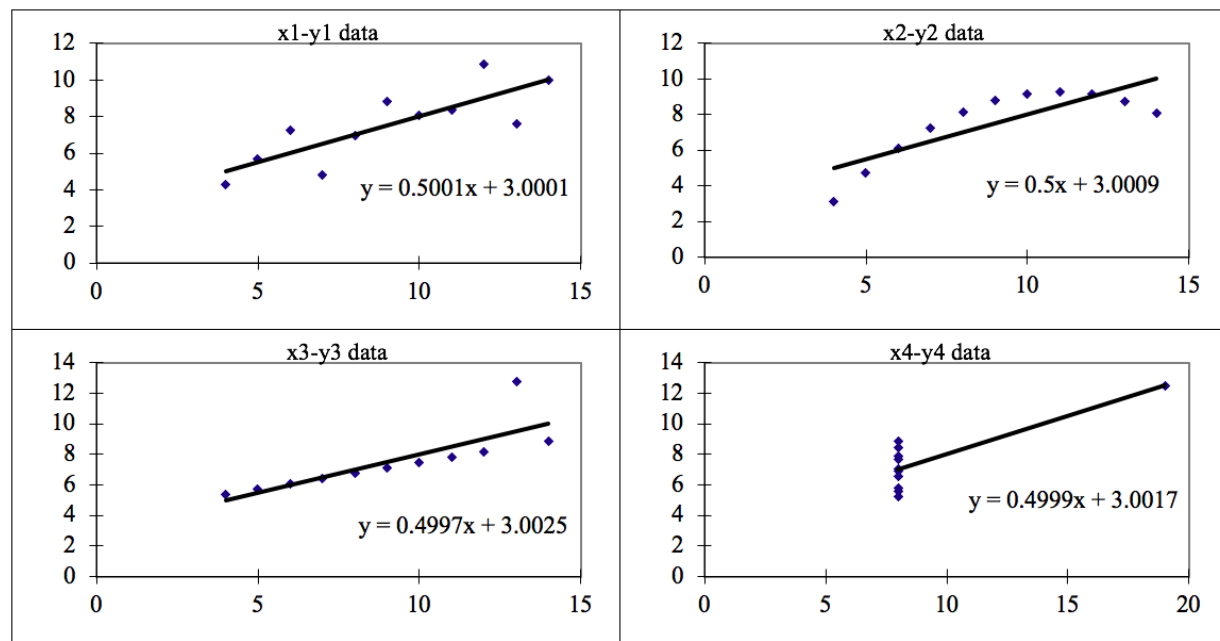 x1-y1 data
12
10
8
6
4
2
0
0 5 10 15
y = 0.5001x + 3.0001
x2-y2 data
12
10
8
6
4
2
0
0 5 10 15
y = 0.5x + 3.0009
x3-y3 data
14
12
10
8
6
4
2
0
0 5 10 15
y = 0.4997x + 3.0025
x4-y4 data
14
12
10
8
6
4
2
0
0 5 10 15 20
y = 0.4999x + 3.0017